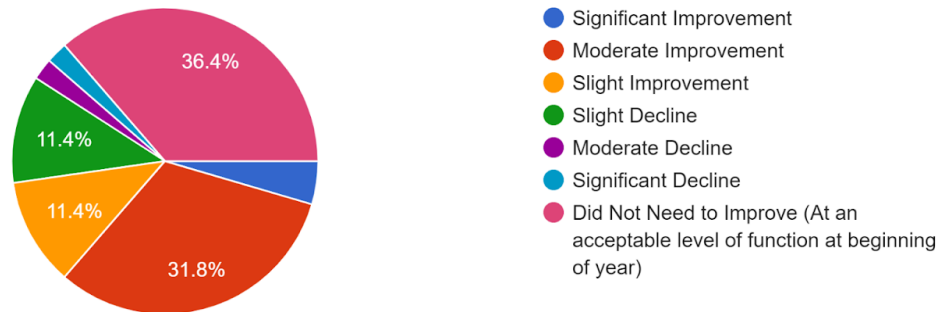 36.4%
11.4%
11.4%
31.8%
Significant Improvement
Moderate Improvement
Slight Improvement
Slight Decline
Moderate Decline
Significant Decline
Did Not Need to Improve (At an
acceptable level of function at beginning
of year)